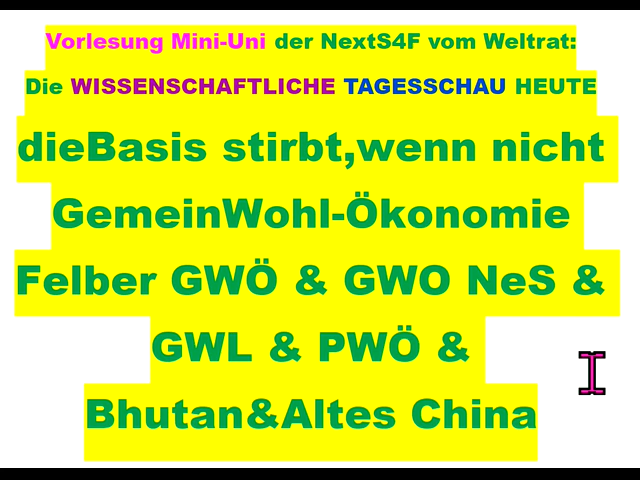 Vorlesung Mini-Uni der NextS4F vom Weltrat:
Die WISSENSCHAFTLICHE TAGESSCHAU HEUTE
dieBasis stirbt,wenn nicht
GemeinWohl-Ökonomie
Felber GWÖ & GWO NeS &
GWL & PWÖ &
Bhutan&Altes China